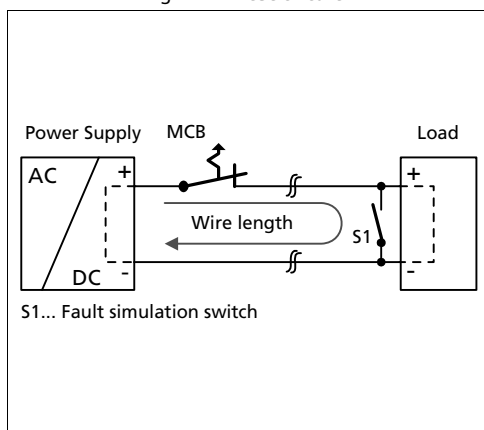 Power Supply MCB Load
AC + +
Wire length
S1
DC - -
S1... Fault simulation switch